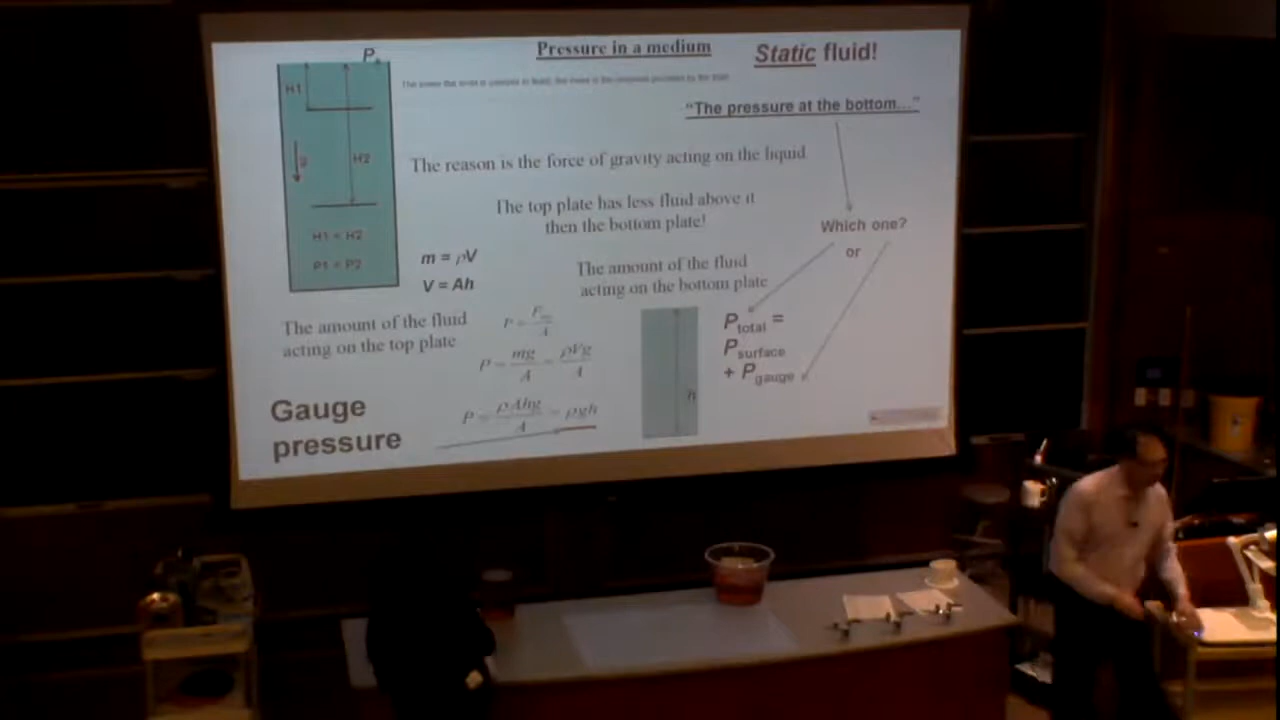 Pressure in a medium
Static fluid!
P
H1
"The pressure at the bottom..."
g
H2
The reason is the force of gravity acting on the liquid
The top plate has less fluid above it
then the bottom plate!
Which one?
or
H1 = H2
P1 = P2
m = ρV
V = Ah
The amount of the fluid
acting on the bottom plate
The amount of the fluid
acting on the top plate
P = F/A
P = mg/A = ρVg/A
P = ρAhg/A = ρgh
h
P total =
P surface
+ P gauge
Gauge
pressure